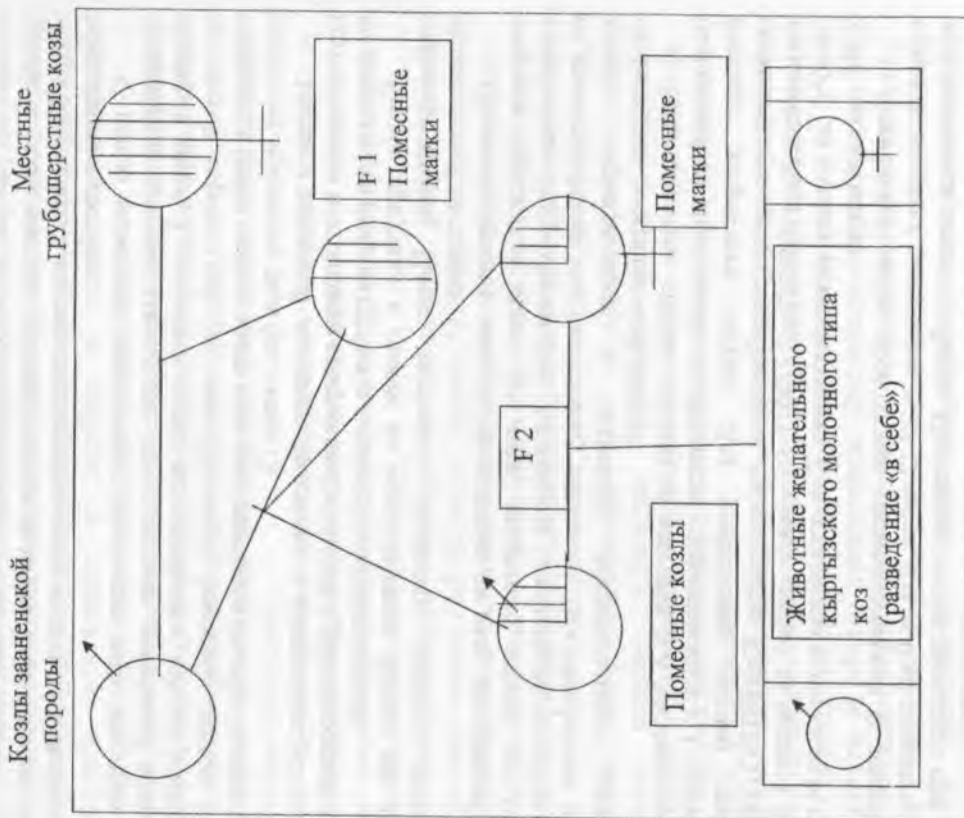 Козлы зааненской
породы
Местные
грубошерстные козы
F 1
Помесные
матки
F 2
Помесные козлы
Помесные
матки
Животные желательного
кыргызского молочного типа
коз
(разведение «в себе»)